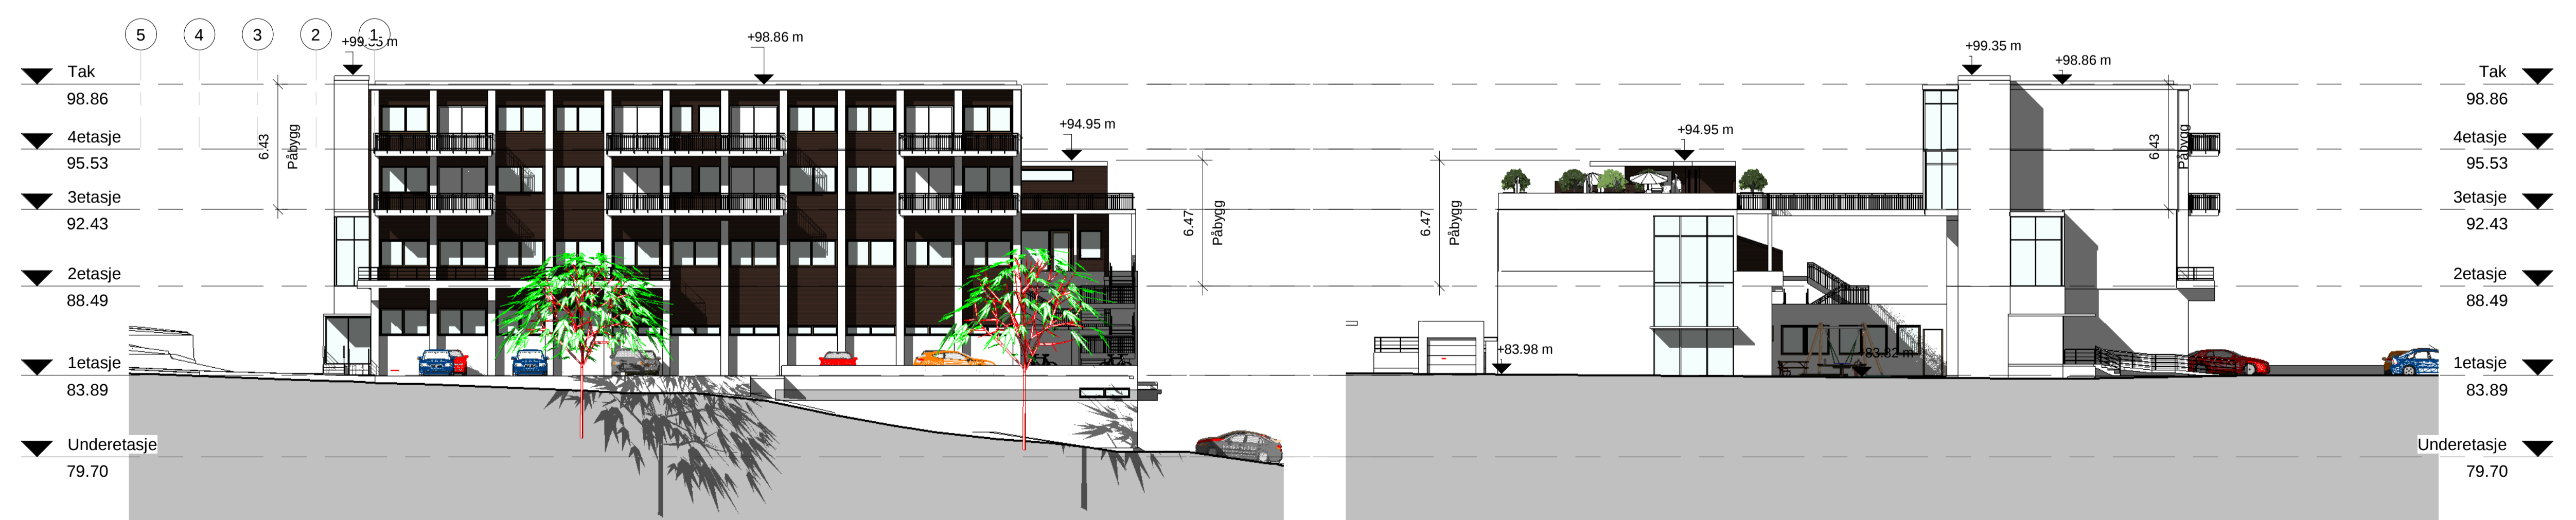 5 4 3 2 1
+99.35 m
+98.86 m
+99.35 m
+98.86 m
Tak
98.86
4etasje
95.53
3etasje
92.43
2etasje
88.49
1etasje
83.89
Underetasje
79.70
6.43
Påbygg
+94.95 m
6.47
Påbygg
6.47
Påbygg
+94.95 m
+83.98 m
+83.82 m
6.43
Påbygg
Tak
98.86
4etasje
95.53
3etasje
92.43
2etasje
88.49
1etasje
83.89
Underetasje
79.70